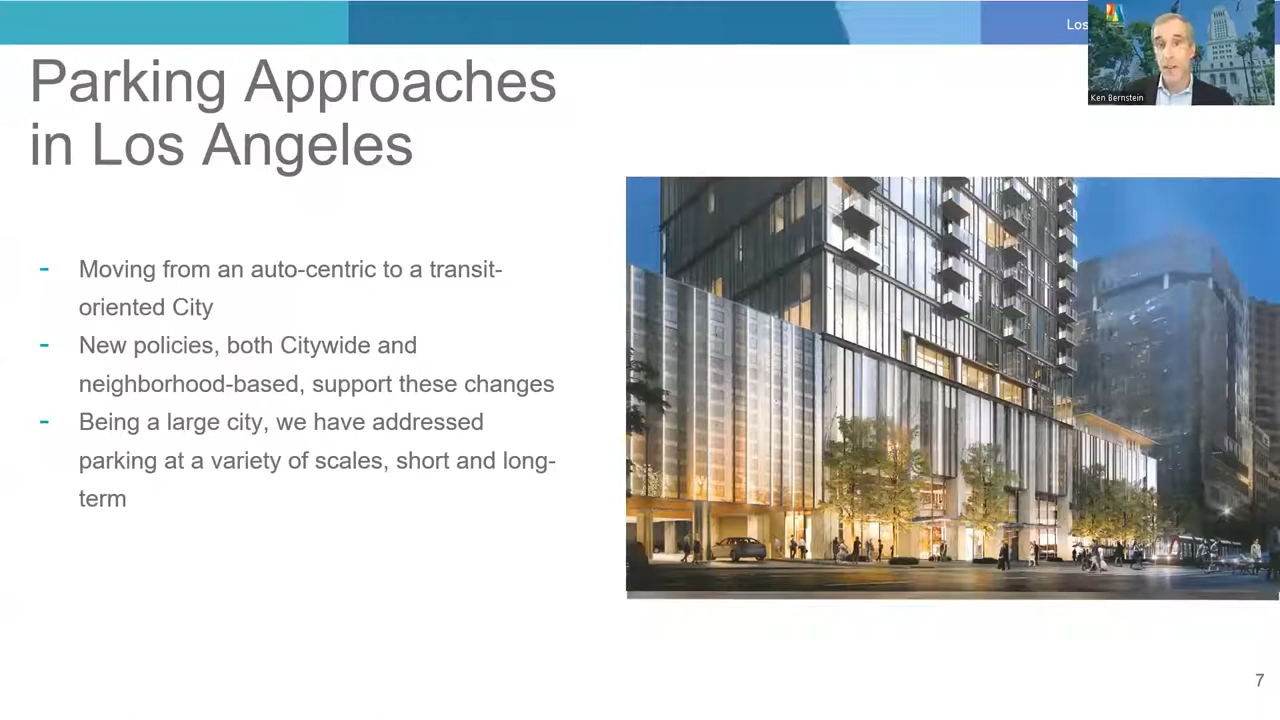 Los
Ken Bernstein
Parking Approaches
in Los Angeles
- Moving from an auto-centric to a transit-
oriented City
- New policies, both Citywide and
neighborhood-based, support these changes
- Being a large city, we have addressed
parking at a variety of scales, short and long-
term
7